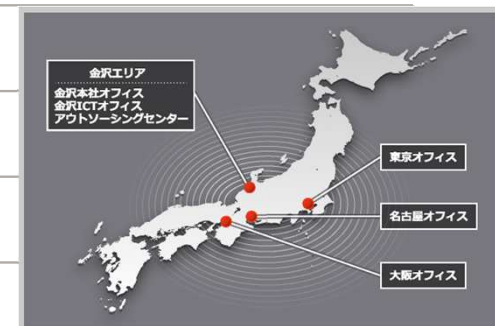 金沢エリア
金沢本社オフィス
金沢ICTオフィス
アウトソーシングセンター
東京オフィス
名古屋オフィス
大阪オフィス